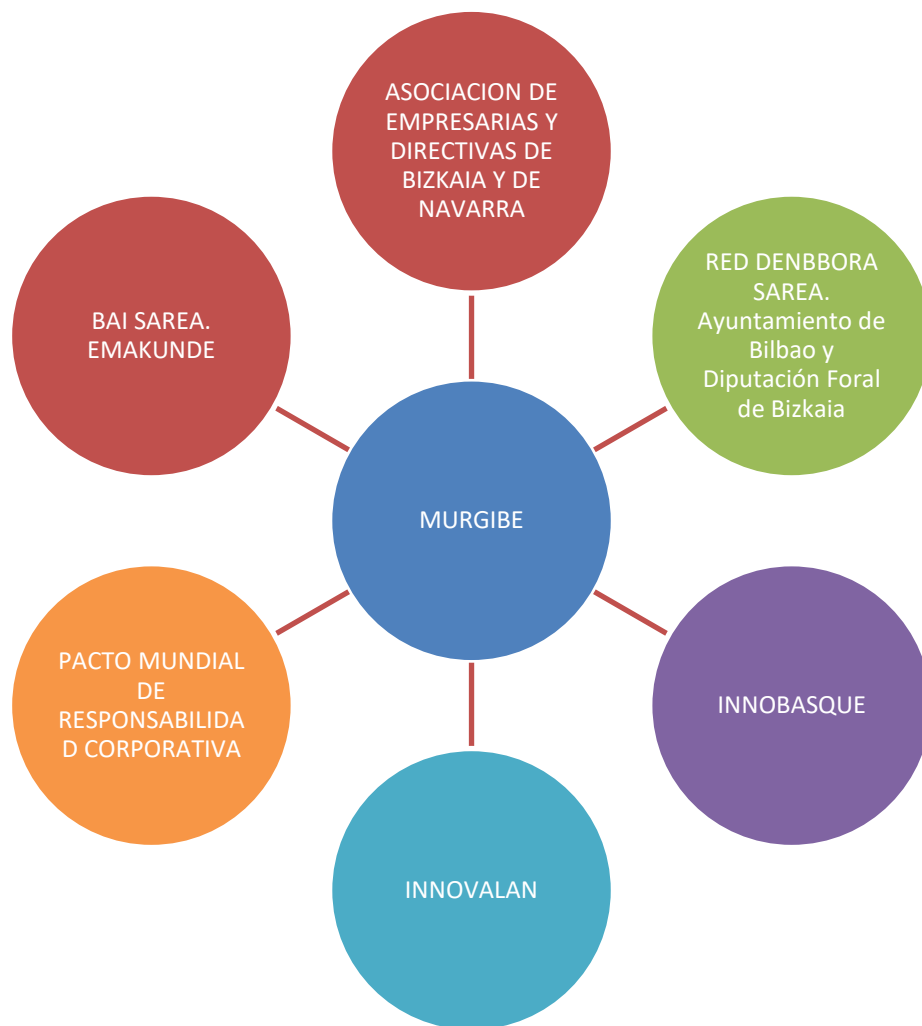 ASOCIACION DE
EMPRESARIAS Y
DIRECTIVAS DE
BIZKAIA Y DE
NAVARRA
RED DENBBORA
SAREA.
Ayuntamiento de
Bilbao y
Diputación Foral
de Bizkaia
BAI SAREA.
EMAKUNDE
MURGIBE
PACTO MUNDIAL
DE
RESPONSABILIDA
D CORPORATIVA
INNOBASQUE
INNOVALAN